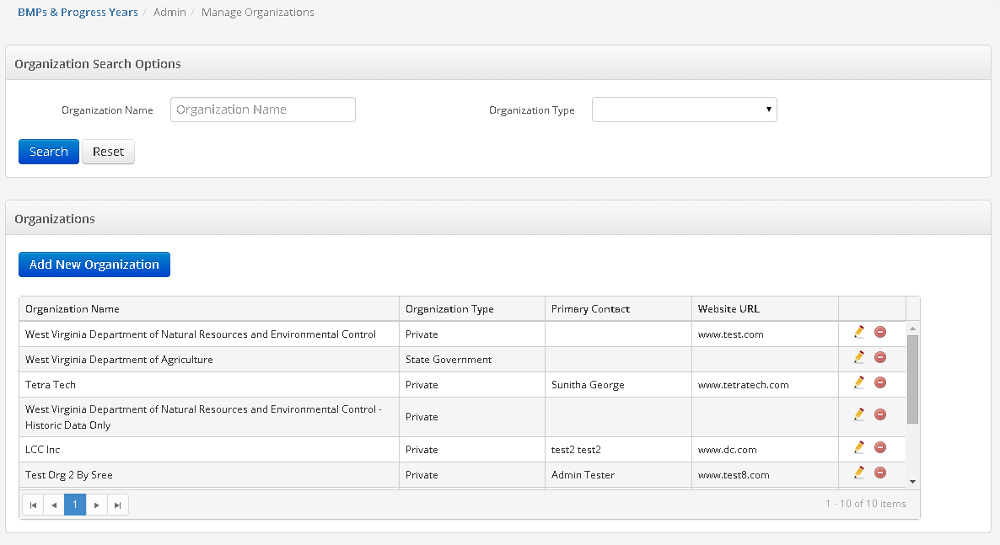 BMPs & Progress Years / Admin / Manage Organizations
Organization Search Options
Organization Name Organization Name Organization Type
Search Reset
Organizations
Add New Organization
Organization Name Organization Type Primary Contact Website URL
West Virginia Department of Natural Resources and Environmental Control Private www.test.com
West Virginia Department of Agriculture State Government
Tetra Tech Private Sunitha George www.tetratech.com
West Virginia Department of Natural Resources and Environmental Control -
Historic Data Only Private
LCC Inc Private test2 test2 www.dc.com
Test Org 2 By Sree Private Admin Tester www.test8.com
1 1 - 10 of 10 items